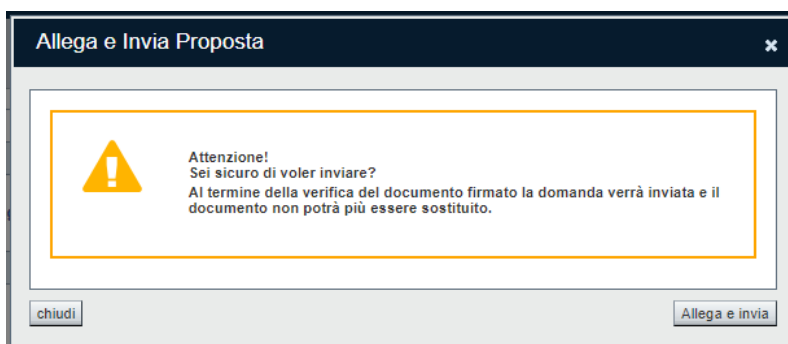 Allega e Invia Proposta
Attenzione!
Sei sicuro di voler inviare?
Al termine della verifica del documento firmato la domanda verrà inviata e il
documento non potrà più essere sostituito.
chiudi
Allega e invia